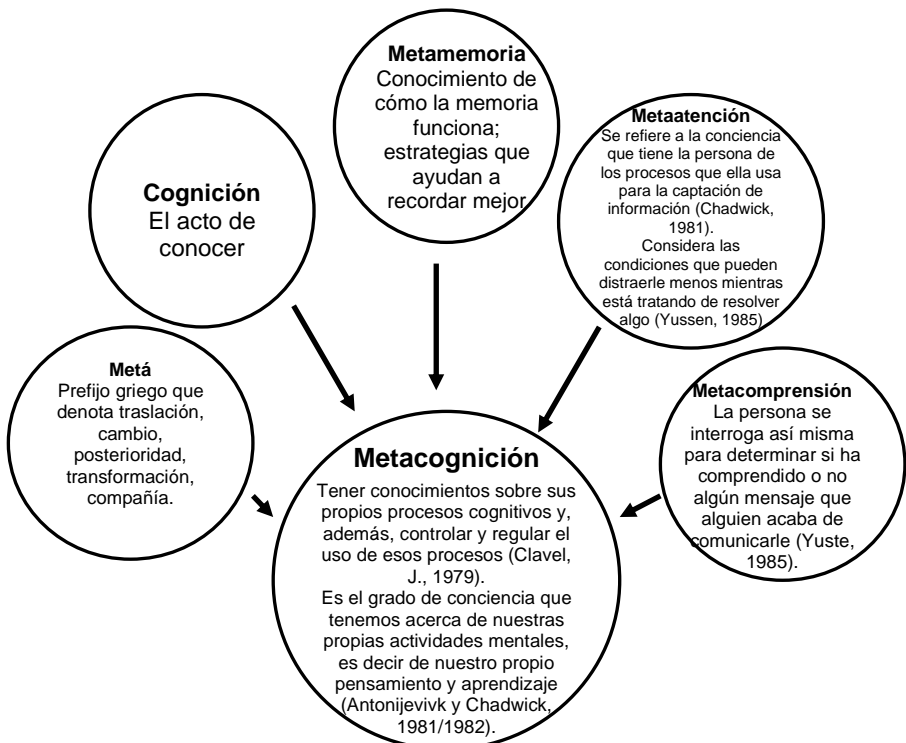 Metamemoria
Conocimiento de
cómo la memoria
funciona;
estrategias que
ayudan a
recordar mejor
Metaatención
Se refiere a la conciencia
que tiene la persona de
los procesos que ella usa
para la captación de
información (Chadwick,
1981).
Considera las
condiciones que pueden
distraerle menos mientras
está tratando de resolver
algo (Yussen, 1985)
Cognición
El acto de
conocer
Metá
Prefijo griego que
denota traslación,
cambio,
posterioridad,
transformación,
compañía.
Metacomprensión
La persona se
interroga así misma
para determinar si ha
comprendido o no
algún mensaje que
alguien acaba de
comunicarle (Yuste,
1985).
Metacognición
Tener conocimientos sobre sus
propios procesos cognitivos y,
además, controlar y regular el
uso de esos procesos (Clavel,
J., 1979).
Es el grado de conciencia que
tenemos acerca de nuestras
propias actividades mentales,
es decir de nuestro propio
pensamiento y aprendizaje
(Antonijevivk y Chadwick,
1981/1982).